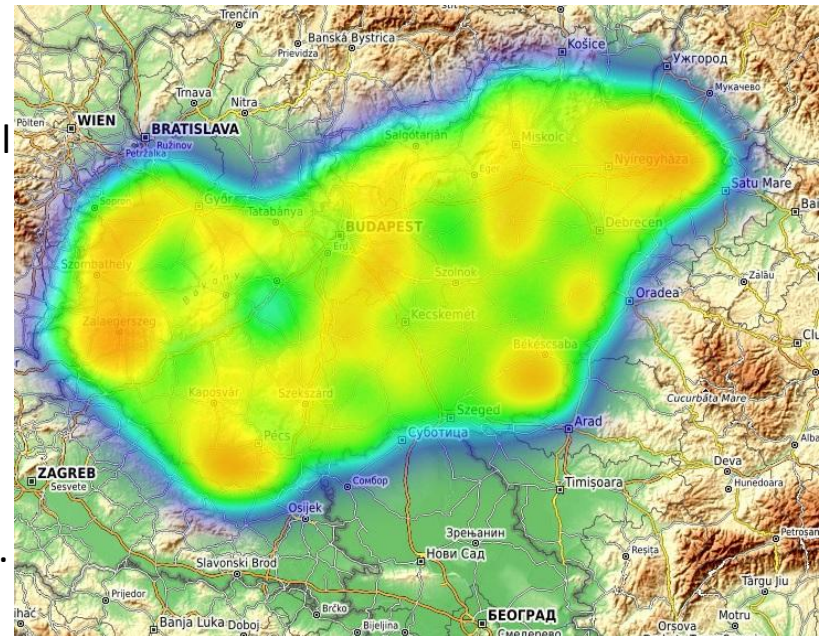 Trenčín
Banská Bystrica
Prievidza
Košice
Ужгород
Мукачево
Trnava
Nitra
Pölten
WIEN
BRATISLAVA
Ružinov
Petržalka
Salgótarján
Miskolc
Eger
Nyíregyháza
Satu Mare
Sopron
Győr
Tatabánya
BUDAPEST
Érd
Debrecen
Szombathely
Bakony
Szolnok
Zalău
Oradea
Zalaegerszeg
Kecskemét
Békéscsaba
Cucurbăta Mare
Kaposvár
Szekszárd
Szeged
Суботица
Arad
Pécs
Deva
ZAGREB
Sesvete
Сомбор
Timișoara
Hunedoara
Osijek
Зрењанин
Нови Сад
Reșița
Slavonski Brod
Târgu Jiu
Prijedor
Brčko
Banja Luka
Doboj
Bijeljina
БЕОГРАД
Смедерево
Orșova
Motru